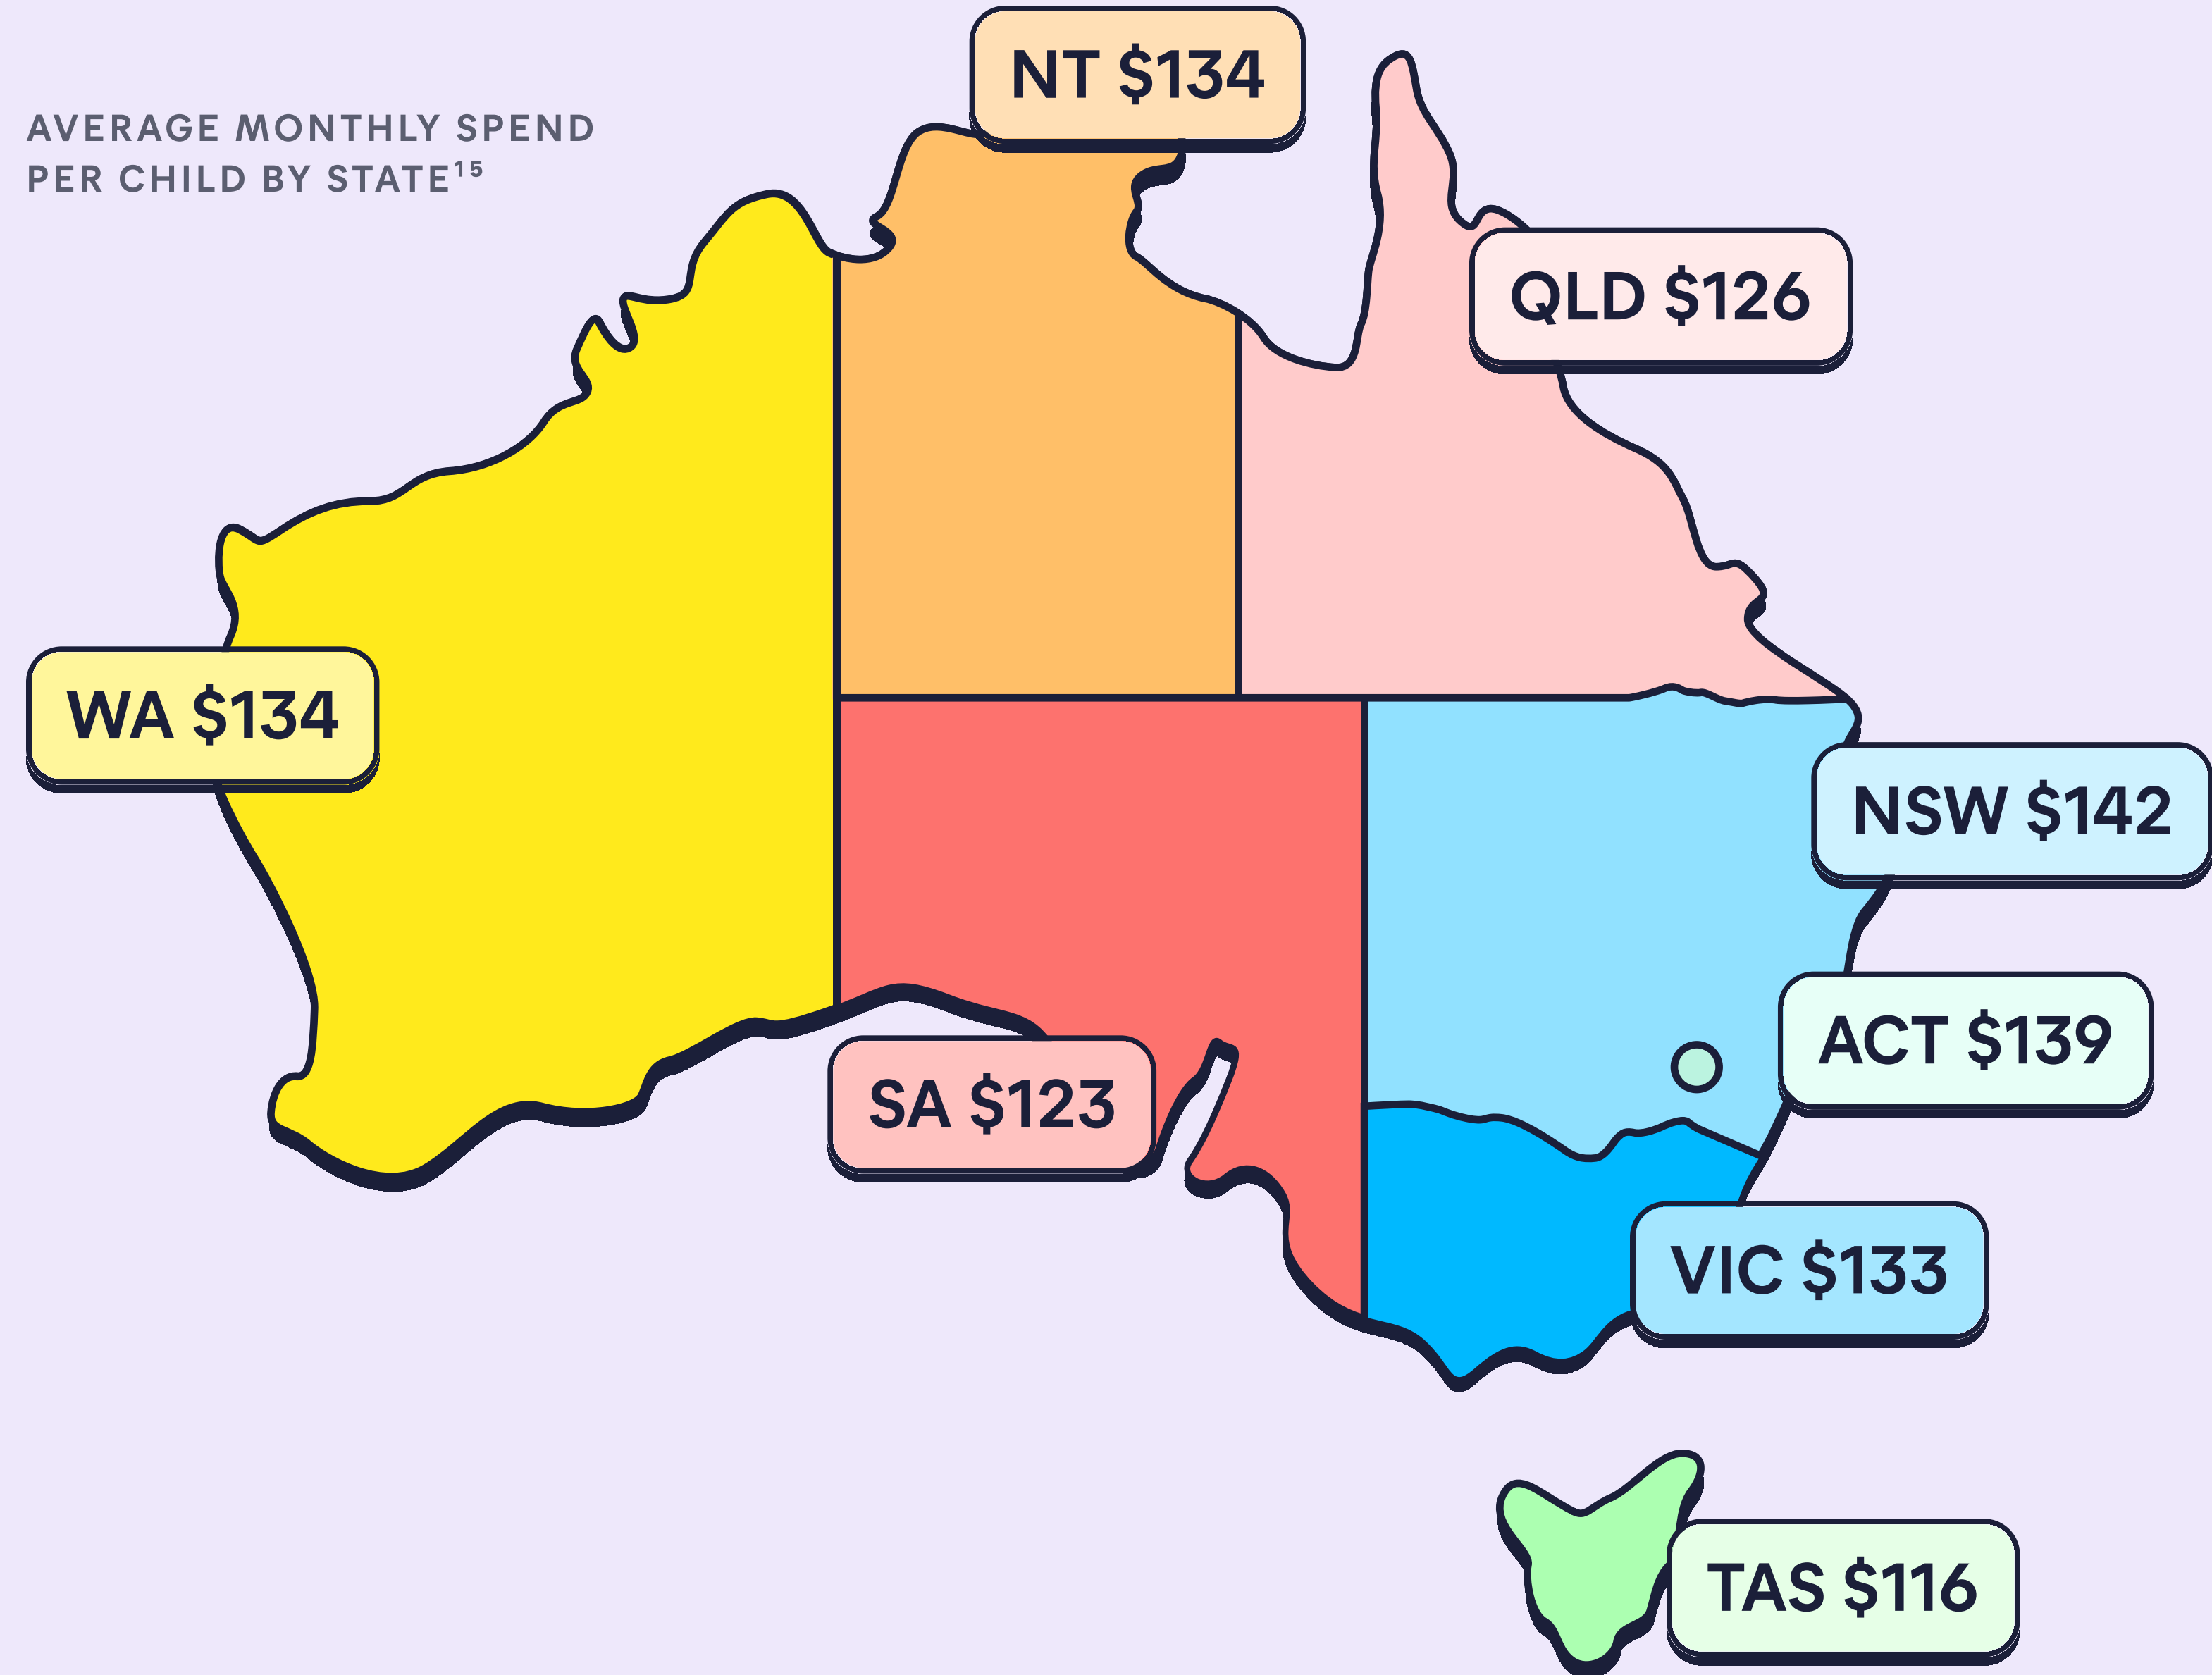 AVERAGE MONTHLY SPEND
PER CHILD BY STATE¹⁵
NT $134
QLD $126
WA $134
NSW $142
ACT $139
SA $123
VIC $133
TAS $116